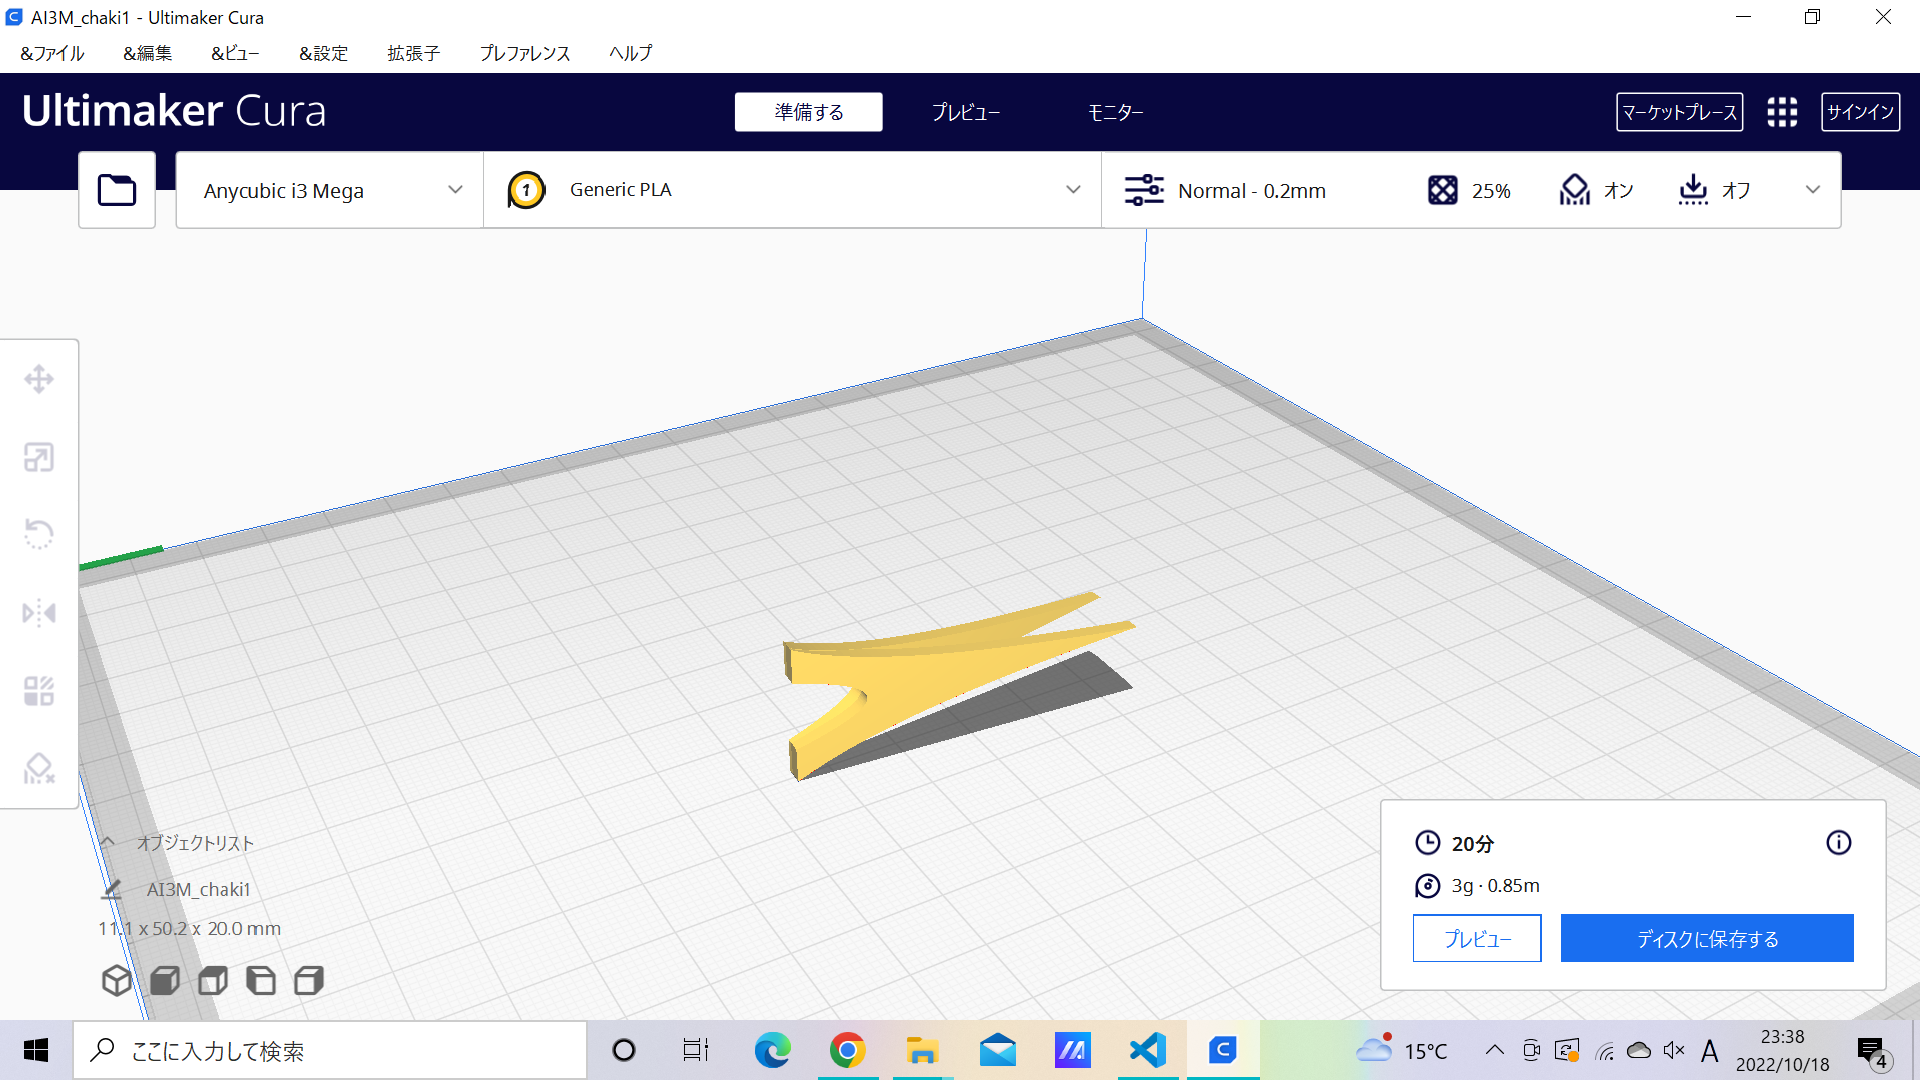 AI3M_chaki1 - Ultimaker Cura
&ファイル &編集 &ビュー &設定 拡張子 プレファレンス ヘルプ
Ultimaker Cura 準備する プレビュー モニター マーケットプレース サインイン
Anycubic i3 Mega 1 Generic PLA Normal - 0.2mm 25% オン オフ
オブジェクトリスト
AI3M_chaki1
11.1 x 50.2 x 20.0 mm
20分
3g · 0.85m
プレビュー ディスクに保存する
ここに入力して検索 15°C A 23:38
2022/10/18 4